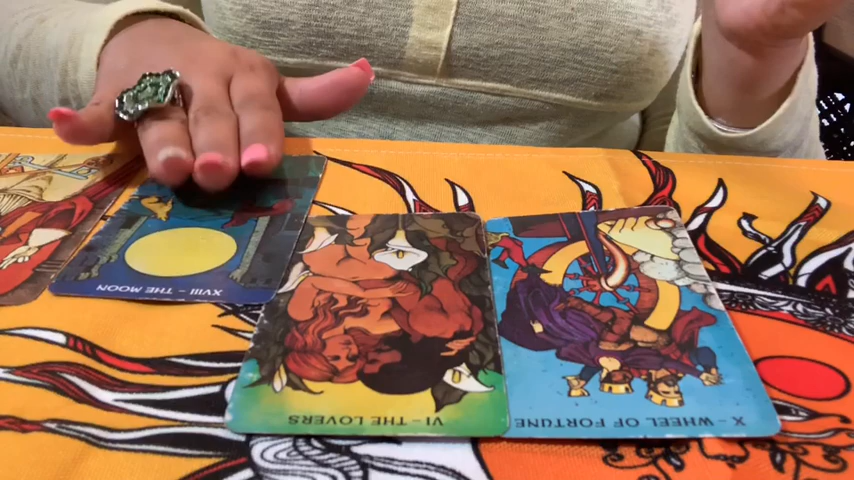 XVIII - THE MOON
VI - THE LOVERS
X - WHEEL OF FORTUNE